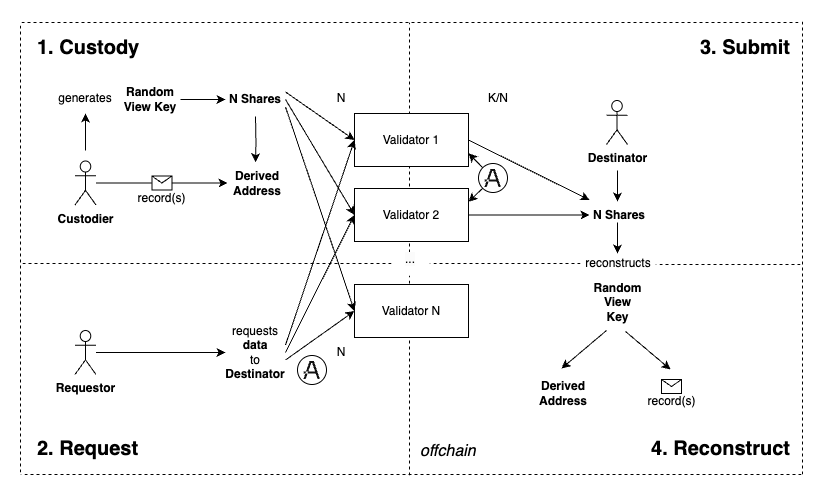 1. Custody
generates
Random
View Key
N Shares
N
Custodier
record(s)
Derived
Address
Validator 1
Validator 2
...
Validator N
2. Request
Requestor
requests
data
to
Destinator
N
3. Submit
K/N
Destinator
N Shares
reconstructs
Random
View
Key
Derived
Address
record(s)
offchain
4. Reconstruct